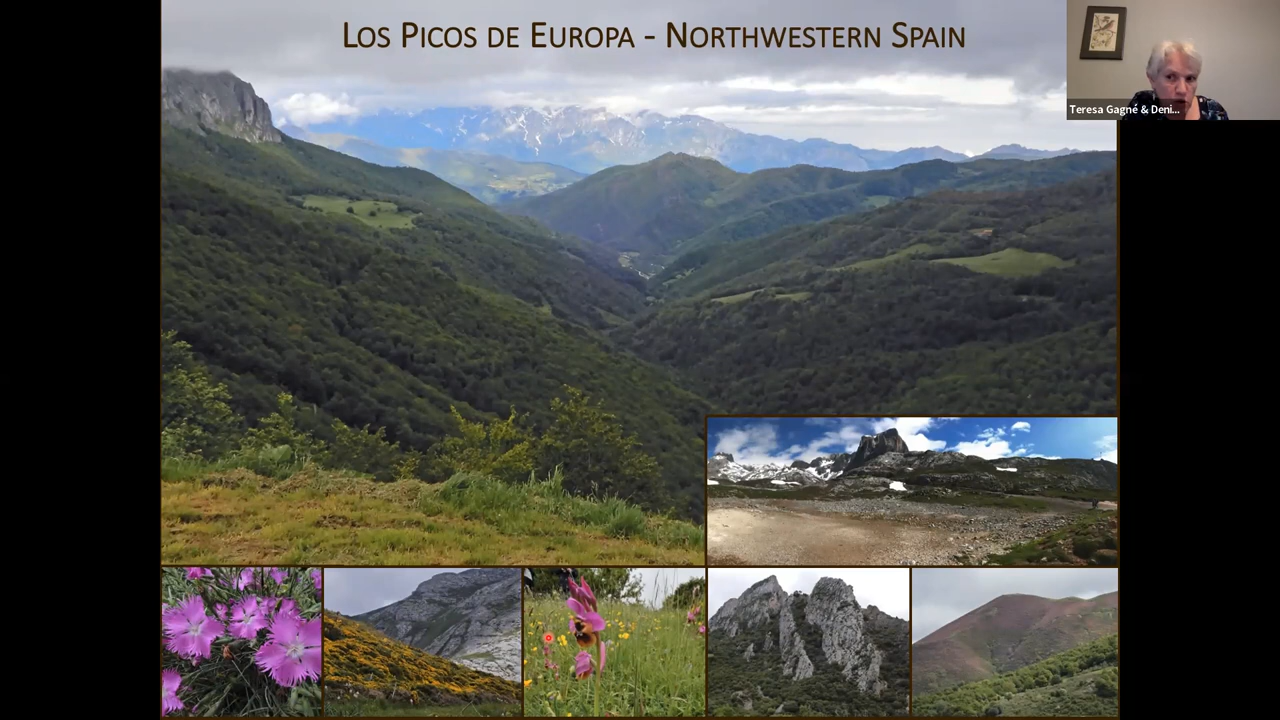 Los Picos de Europa - Northwestern Spain
Teresa Gagné & Deni...